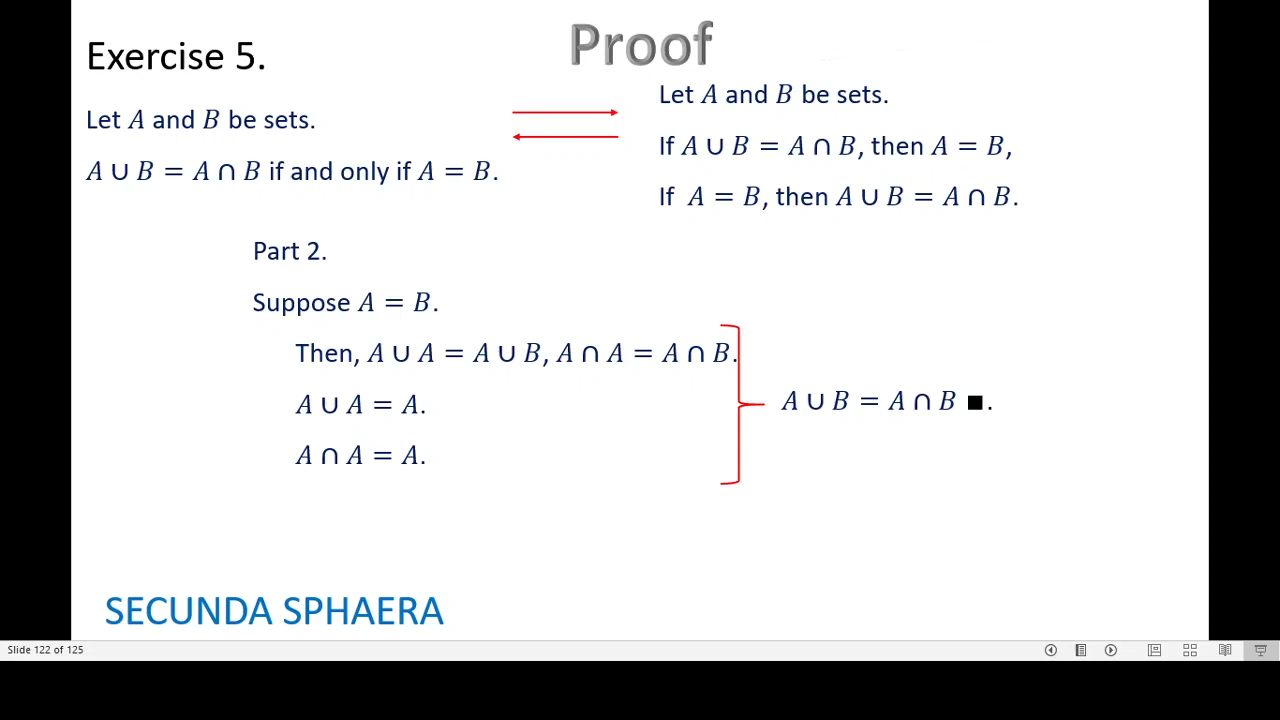 Proof
Exercise 5.
Let A and B be sets.
A ∪ B = A ∩ B if and only if A = B.
Let A and B be sets.
If A ∪ B = A ∩ B, then A = B,
If A = B, then A ∪ B = A ∩ B.
Part 2.
Suppose A = B.
Then, A ∪ A = A ∪ B, A ∩ A = A ∩ B.
A ∪ A = A.
A ∩ A = A.
A ∪ B = A ∩ B ■.
SECUNDA SPHAERA
Slide 122 of 125